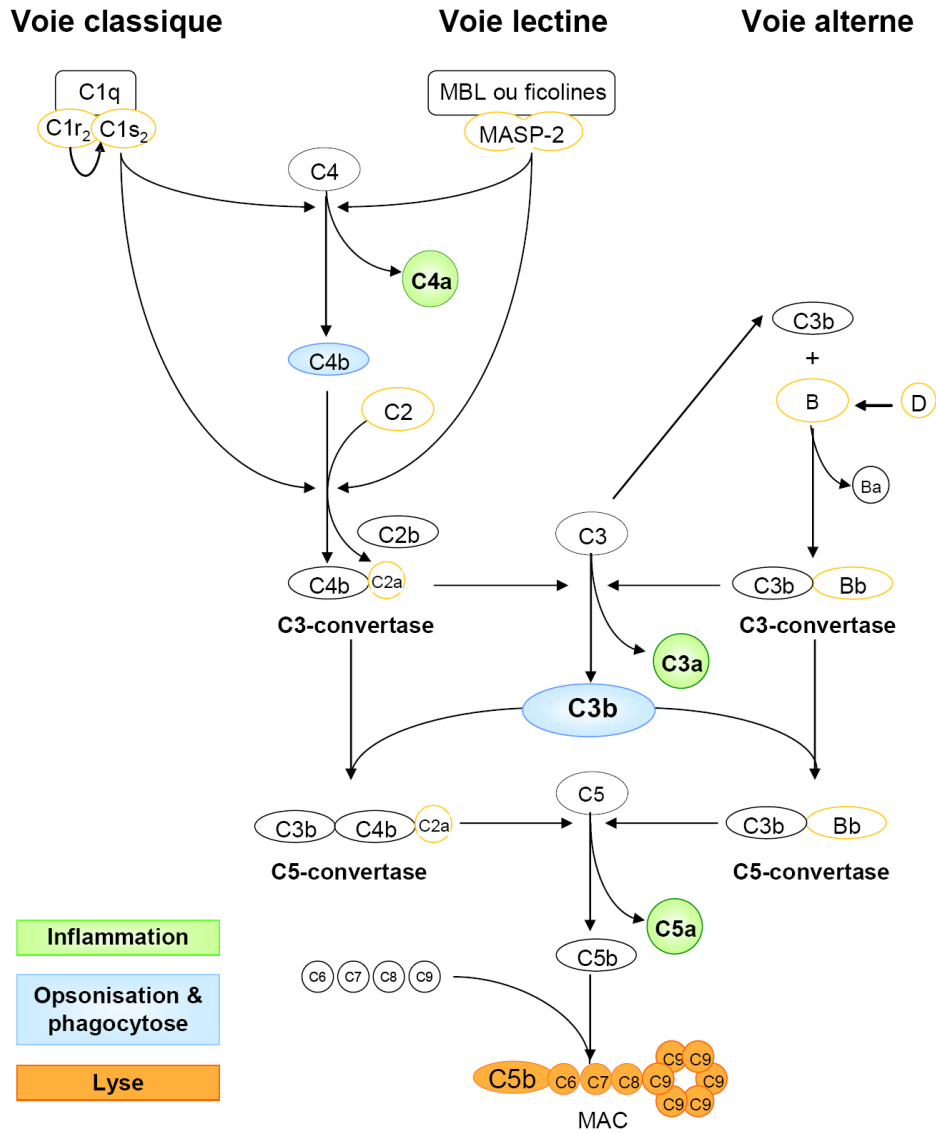 Voie classique
Voie lectine
Voie alterne
C1q
C1r2
C1s2
MBL ou ficolines
MASP-2
C4
C4a
C4b
C2
C2b
C4b
C2a
C3-convertase
C3b
+
B
D
Ba
C3
C3b
Bb
C3-convertase
C3a
C3b
C5
C3b
C4b
C2a
C5-convertase
C3b
Bb
C5-convertase
C5a
C5b
C6
C7
C8
C9
Inflammation
Opsonisation &
phagocytose
Lyse
C5b
C6
C7
C8
C9
C9
C9
C9
C9
C9
MAC